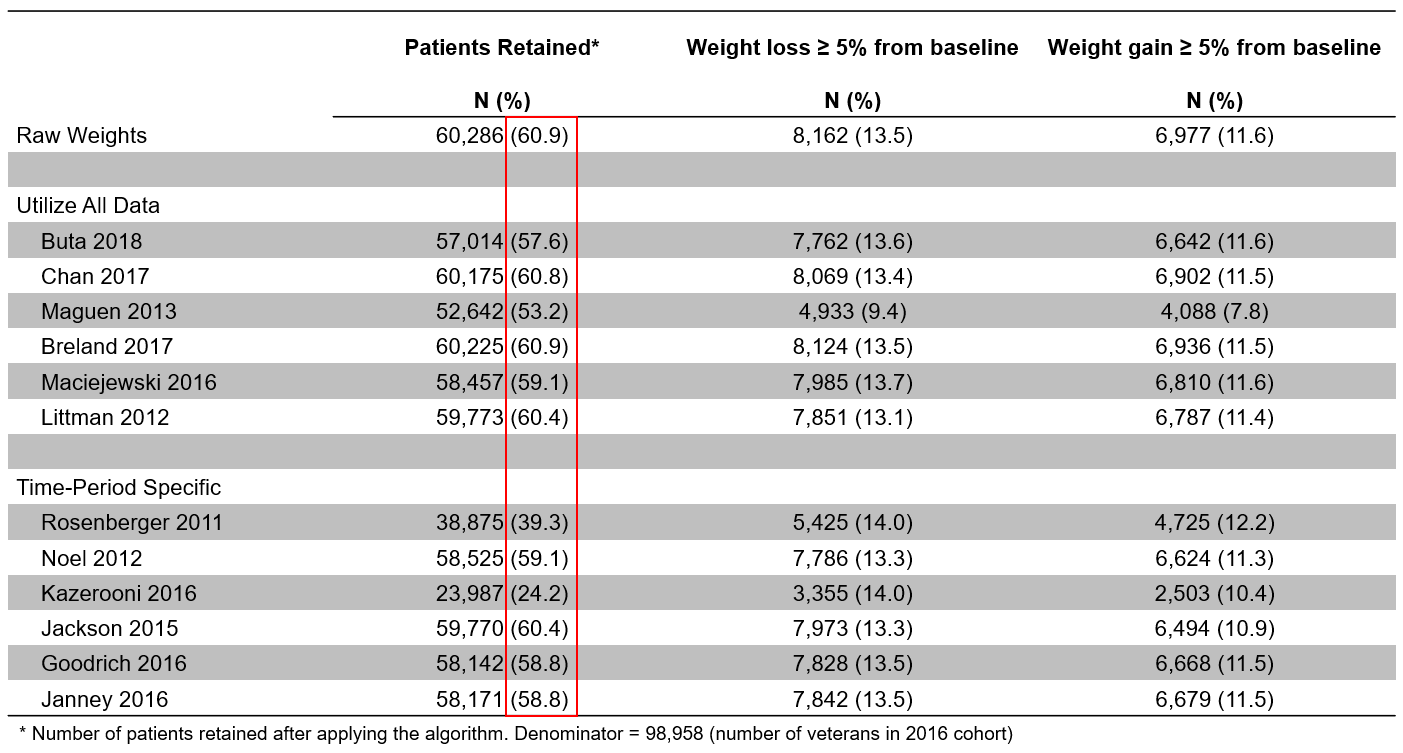 Patients Retained* Weight loss ≥ 5% from baseline Weight gain ≥ 5% from baseline
N (%) N (%) N (%)
Raw Weights 60,286 (60.9) 8,162 (13.5) 6,977 (11.6)
Utilize All Data
Buta 2018 57,014 (57.6) 7,762 (13.6) 6,642 (11.6)
Chan 2017 60,175 (60.8) 8,069 (13.4) 6,902 (11.5)
Maguen 2013 52,642 (53.2) 4,933 (9.4) 4,088 (7.8)
Breland 2017 60,225 (60.9) 8,124 (13.5) 6,936 (11.5)
Maciejewski 2016 58,457 (59.1) 7,985 (13.7) 6,810 (11.6)
Littman 2012 59,773 (60.4) 7,851 (13.1) 6,787 (11.4)
Time-Period Specific
Rosenberger 2011 38,875 (39.3) 5,425 (14.0) 4,725 (12.2)
Noel 2012 58,525 (59.1) 7,786 (13.3) 6,624 (11.3)
Kazerooni 2016 23,987 (24.2) 3,355 (14.0) 2,503 (10.4)
Jackson 2015 59,770 (60.4) 7,973 (13.3) 6,494 (10.9)
Goodrich 2016 58,142 (58.8) 7,828 (13.5) 6,668 (11.5)
Janney 2016 58,171 (58.8) 7,842 (13.5) 6,679 (11.5)
* Number of patients retained after applying the algorithm. Denominator = 98,958 (number of veterans in 2016 cohort)